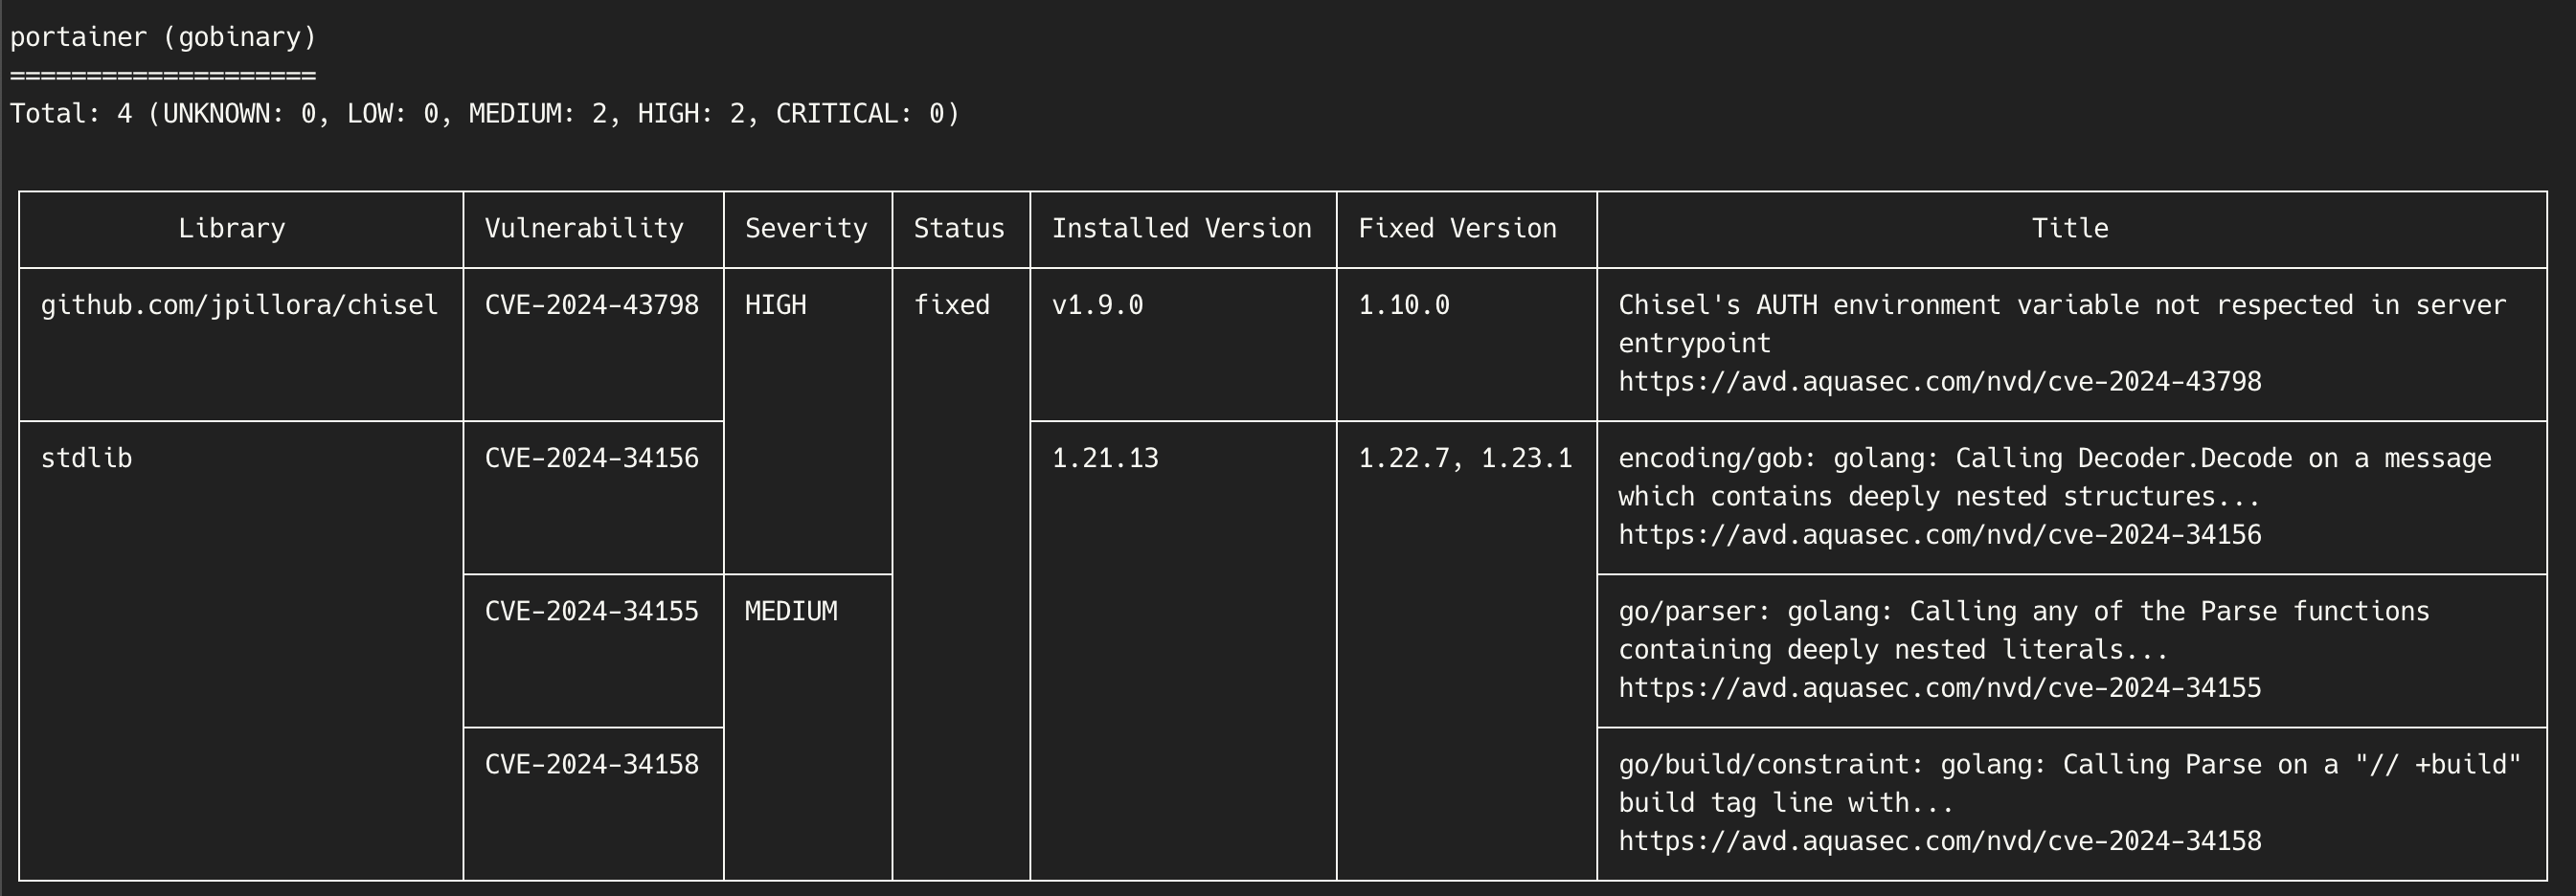 portainer (gobinary)
====================
Total: 4 (UNKNOWN: 0, LOW: 0, MEDIUM: 2, HIGH: 2, CRITICAL: 0)
Library Vulnerability Severity Status Installed Version Fixed Version Title
github.com/jpillora/chisel CVE-2024-43798 HIGH fixed v1.9.0 1.10.0 Chisel's AUTH environment variable not respected in server
entrypoint
https://avd.aquasec.com/nvd/cve-2024-43798
stdlib CVE-2024-34156 1.21.13 1.22.7, 1.23.1 encoding/gob: golang: Calling Decoder.Decode on a message
which contains deeply nested structures...
https://avd.aquasec.com/nvd/cve-2024-34156
CVE-2024-34155 MEDIUM go/parser: golang: Calling any of the Parse functions
containing deeply nested literals...
https://avd.aquasec.com/nvd/cve-2024-34155
CVE-2024-34158 go/build/constraint: golang: Calling Parse on a "// +build"
build tag line with...
https://avd.aquasec.com/nvd/cve-2024-34158